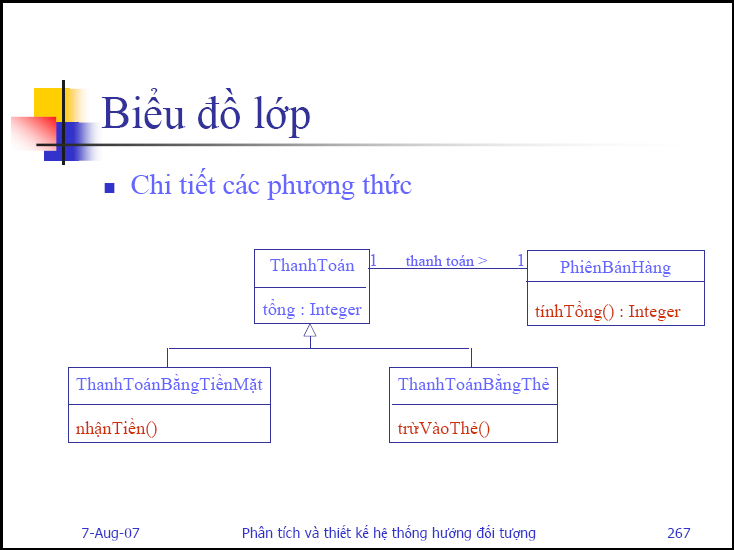 Biểu đồ lớp
Chi tiết các phương thức
ThanhToán
1 thanh toán > 1
PhiênBánHàng
tổng : Integer
tínhTổng() : Integer
ThanhToánBằngTiềnMặt
ThanhToánBằngThẻ
nhậnTiền()
trừVàoThẻ()
7-Aug-07
Phân tích và thiết kế hệ thống hướng đối tượng
267